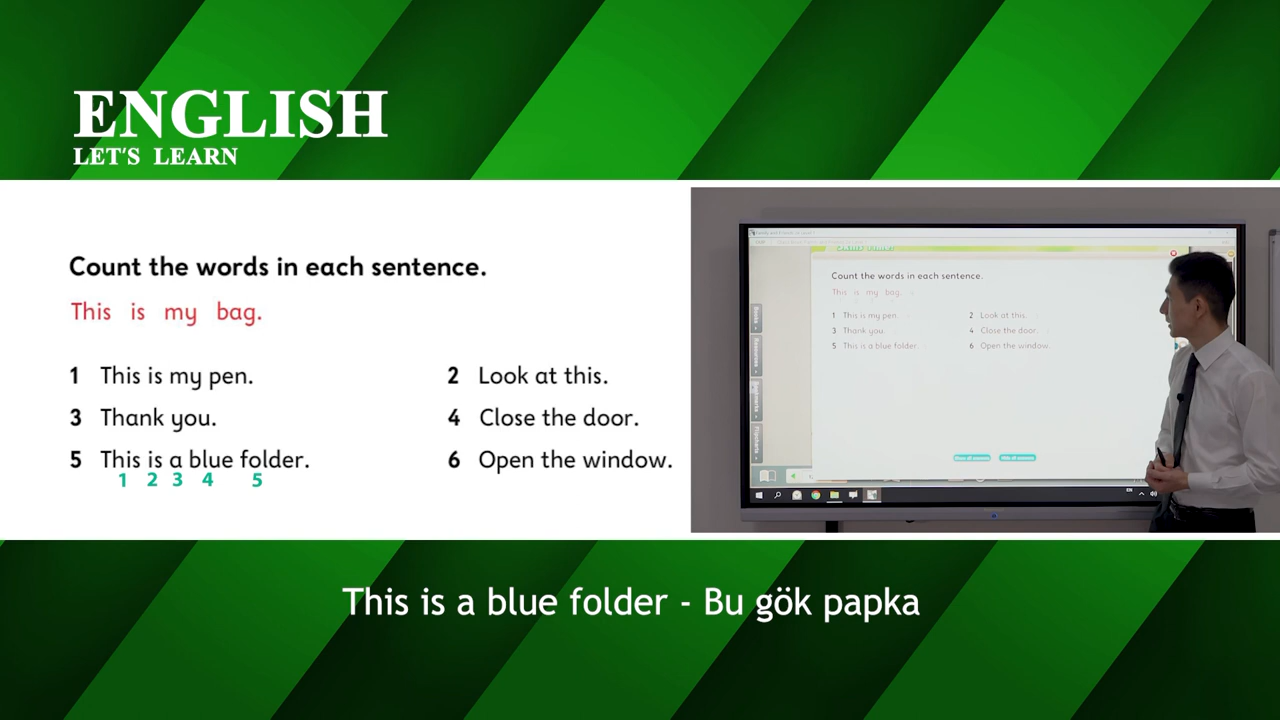 ENGLISH
LET'S LEARN
Count the words in each sentence.
This is my bag.
1 This is my pen.
2 Look at this.
3 Thank you.
4 Close the door.
5 This is a blue folder.
1 2 3 4 5
6 Open the window.
Count the words in each sentence.
This is my bag.
1 This is my pen.
2 Look at this.
3 Thank you.
4 Close the door.
5 This is a blue folder.
6 Open the window.
This is a blue folder - Bu gök papka